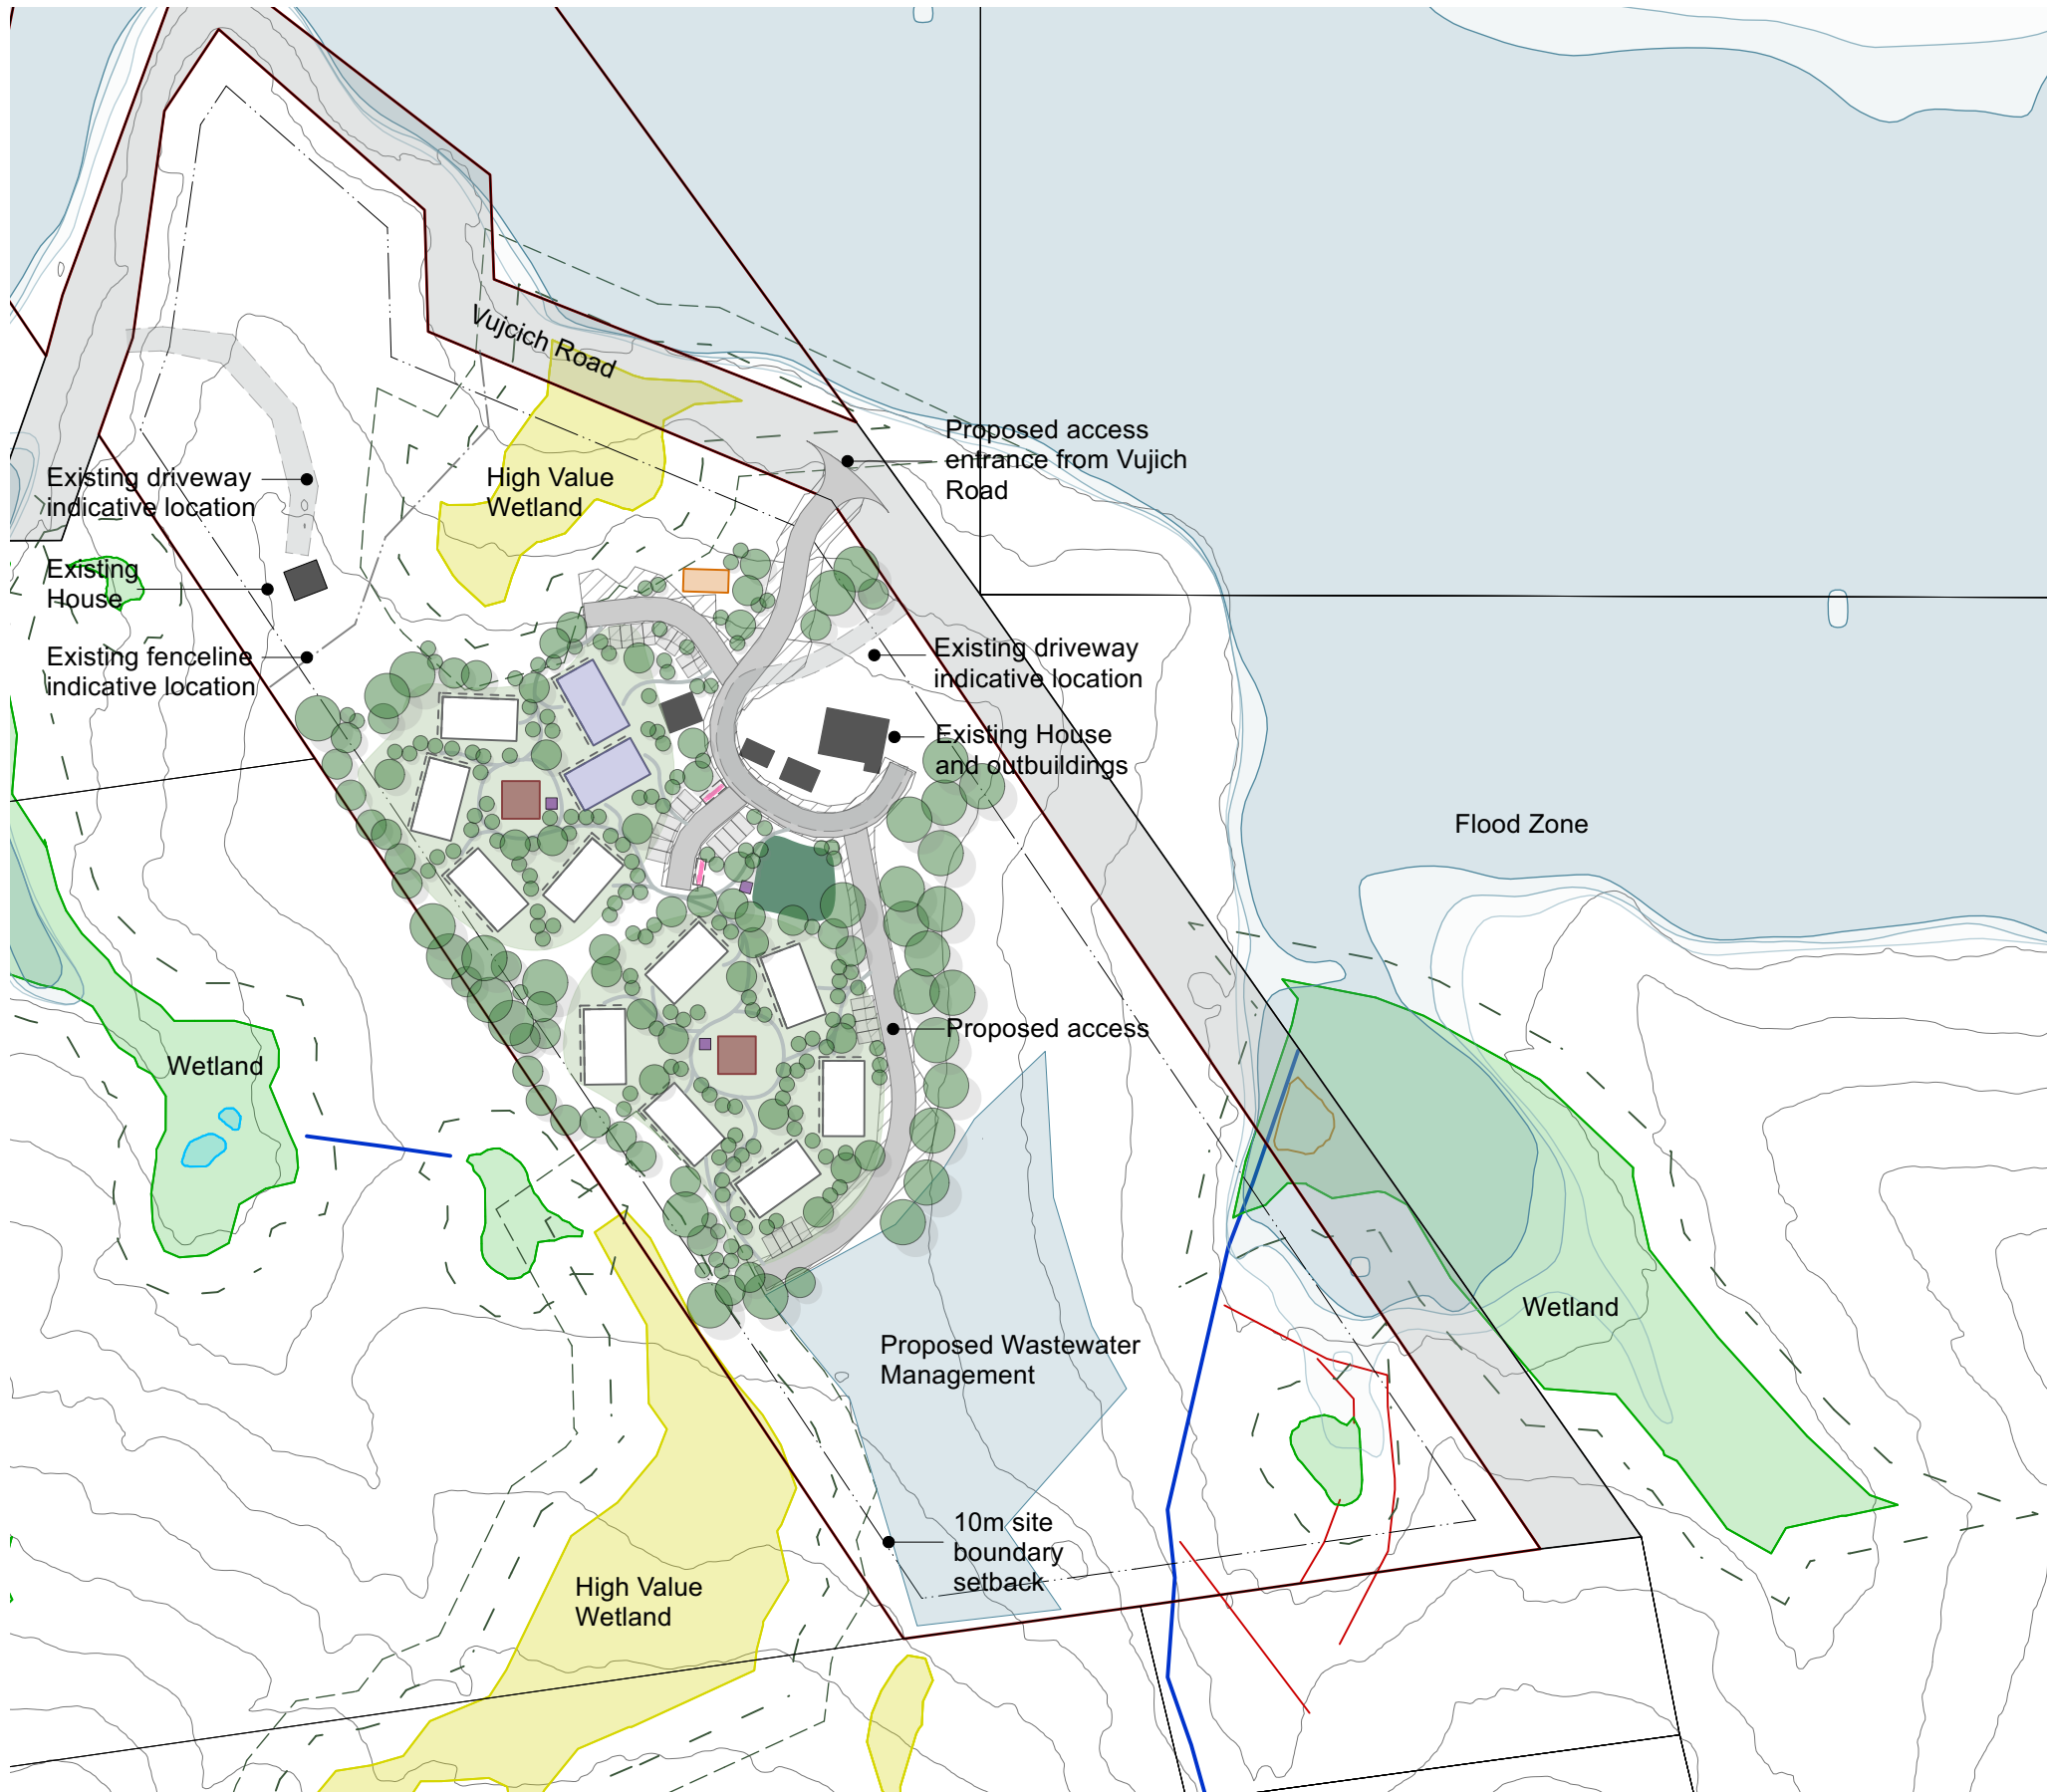 Vujcich Road
Proposed access
entrance from Vujich
Road
Existing driveway
indicative location
High Value
Wetland
Existing
House
Existing fenceline
indicative location
Existing driveway
indicative location
Existing House
and outbuildings
Flood Zone
Proposed access
Wetland
Wetland
Proposed Wastewater
Management
10m site
boundary
setback
High Value
Wetland